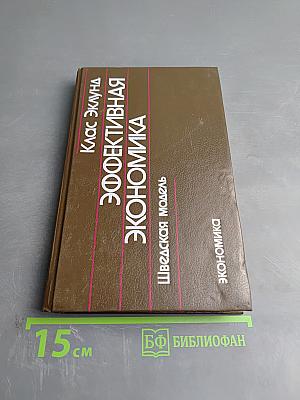 Клас Эклунд
ЭФФЕКТИВНАЯ
ЭКОНОМИКА
Шведская модель
экономика
15 см
БФ БИБЛИОФАН